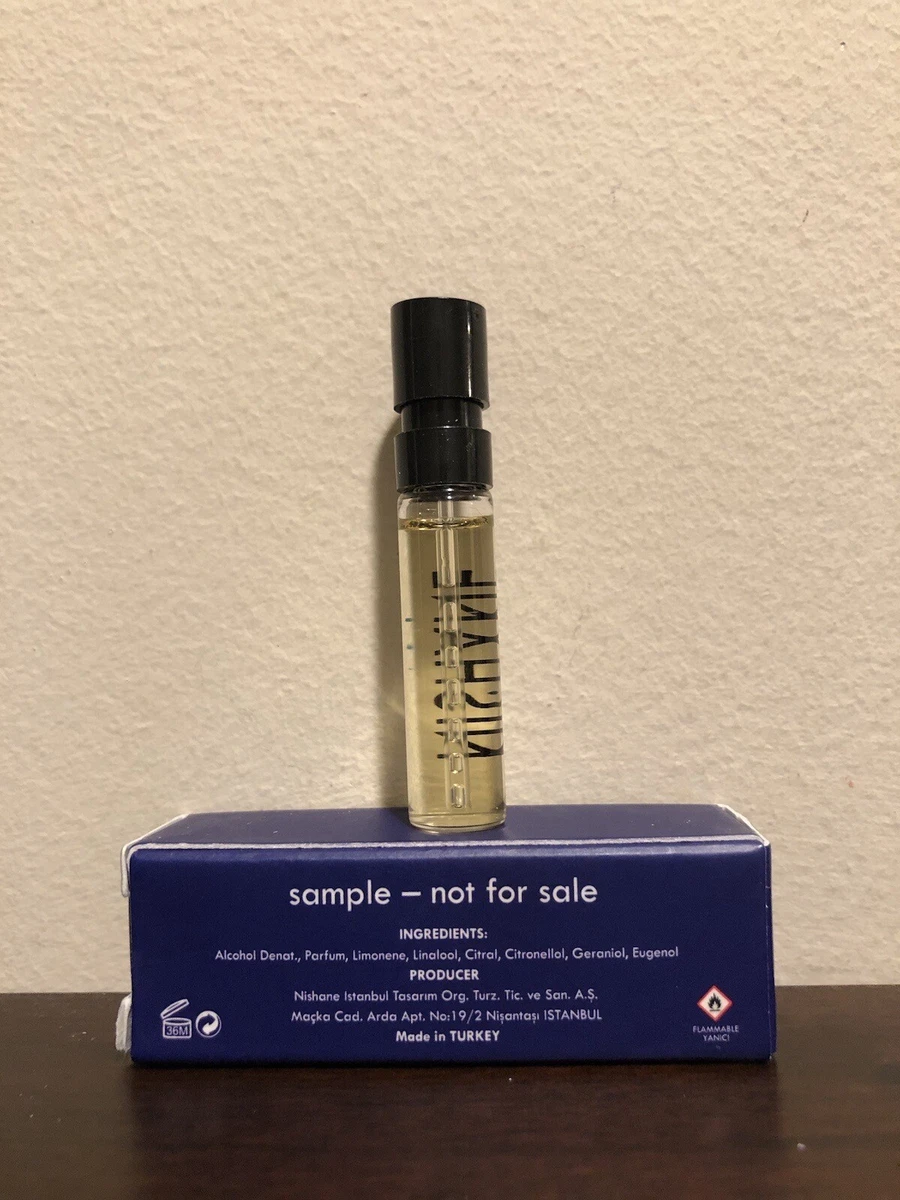 NISHANE
sample – not for sale
INGREDIENTS:
Alcohol Denat., Parfum, Limonene, Linalool, Citral, Citronellol, Geraniol, Eugenol
PRODUCER
Nishane Istanbul Tasarım Org. Turz. Tic. ve San. A.Ş.
Maçka Cad. Arda Apt. No:19/2 Nişantaşı ISTANBUL
Made in TURKEY
36M
FLAMMABLE
YANICI